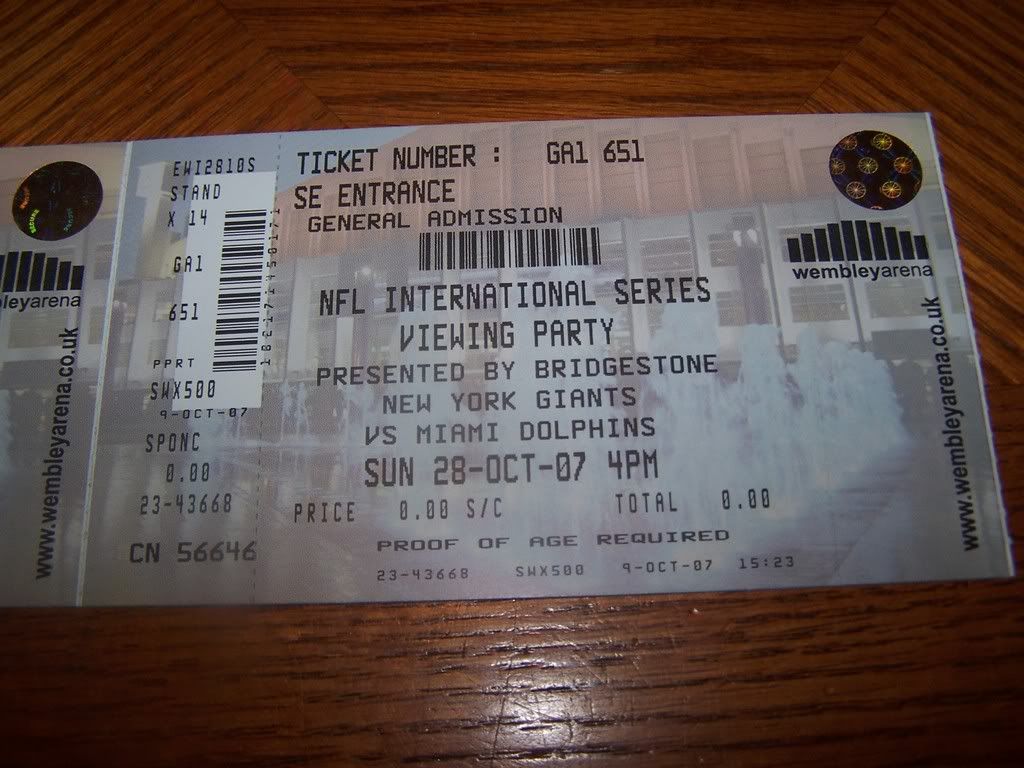 leyarena
www.wembleyarena.co.uk
EWI2810S
STAND
X 14
GA1
651
PPRT
SWX500
9-OCT-07
SPONC
0.00
23-43668
CN 56646
TICKET NUMBER : GA1 651
SE ENTRANCE
GENERAL ADMISSION
NFL INTERNATIONAL SERIES
VIEWING PARTY
PRESENTED BY BRIDGESTONE
NEW YORK GIANTS
VS MIAMI DOLPHINS
SUN 28-OCT-07 4PM
PRICE 0.00 S/C TOTAL 0.00
PROOF OF AGE REQUIRED
23-43668 SWX500 9-OCT-07 15:23
wembleyarena
www.wembleyarena.co.uk